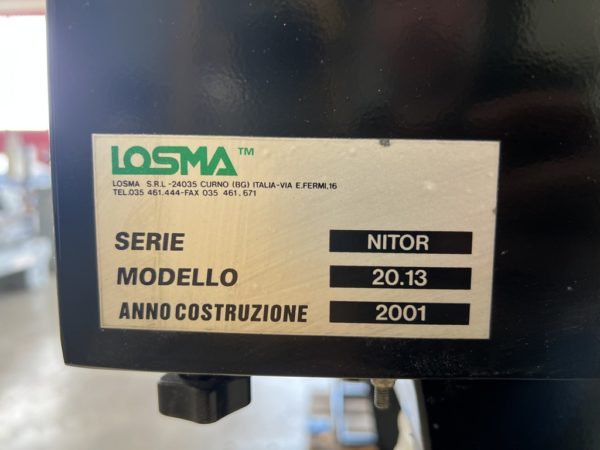 LOSMA™
LOSMA S.R.L-24035 CURNO (BG) ITALIA-VIA E.FERMI,16
TEL.035 461.444-FAX 035 461.671
SERIE NITOR
MODELLO 20.13
ANNO COSTRUZIONE 2001